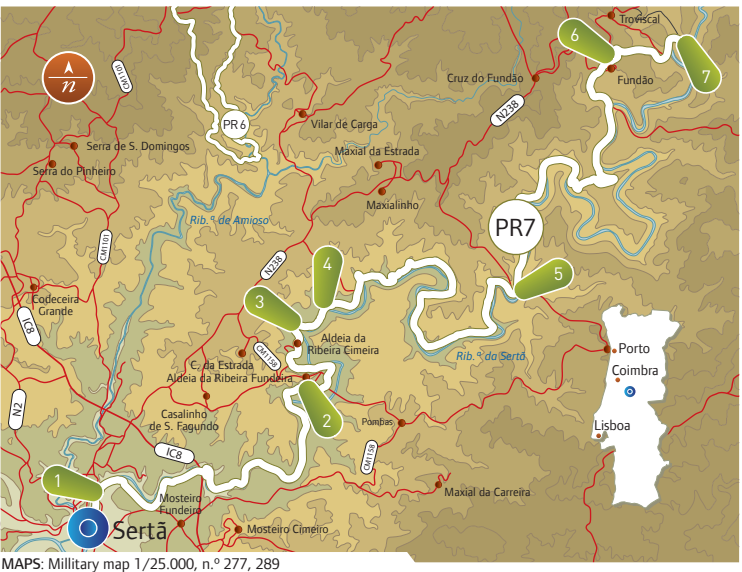 Troviscal
6
7
Cruz do Fundão
Fundão
CM1101
n
N238
PR6
Vilar de Carga
Serra de S. Domingos
Maxial da Estrada
Serra do Pinheiro
Maxialinho
Rib.ª de Amioso
PR7
CM1101
N238
4
5
Codeceira
Grande
3
IC8
Aldeia da
Ribeira Cimeira
Rib.ª da Sertã
Porto
CM1158
C. da Estrada
Aldeia da Ribeira Fundeira
Coimbra
N2
Casalinho
de S. Fagundo
2
Pombas
Lisboa
IC8
CM1158
1
Mosteiro
Fundeiro
Maxial da Carreira
Sertã
Mosteiro Cimeiro
MAPS: Millitary map 1/25.000, n.º 277, 289